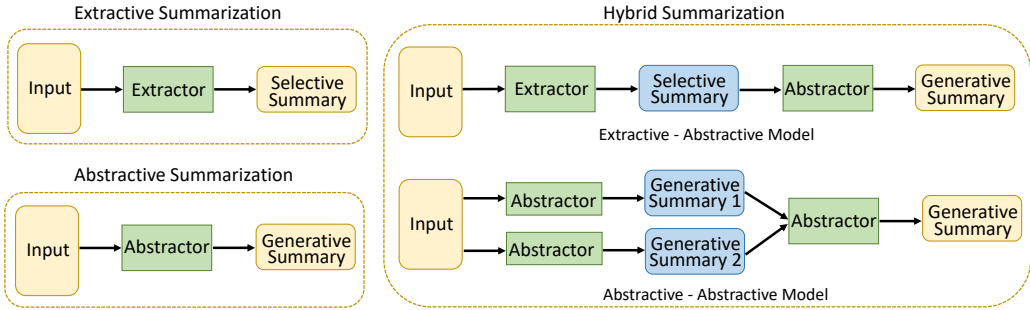 Extractive Summarization
Input
Extractor
Selective
Summary
Abstractive Summarization
Input
Abstractor
Generative
Summary
Hybrid Summarization
Input
Extractor
Selective
Summary
Abstractor
Generative
Summary
Extractive - Abstractive Model
Input
Abstractor
Generative
Summary 1
Abstractor
Generative
Summary 2
Abstractor
Generative
Summary
Abstractive - Abstractive Model